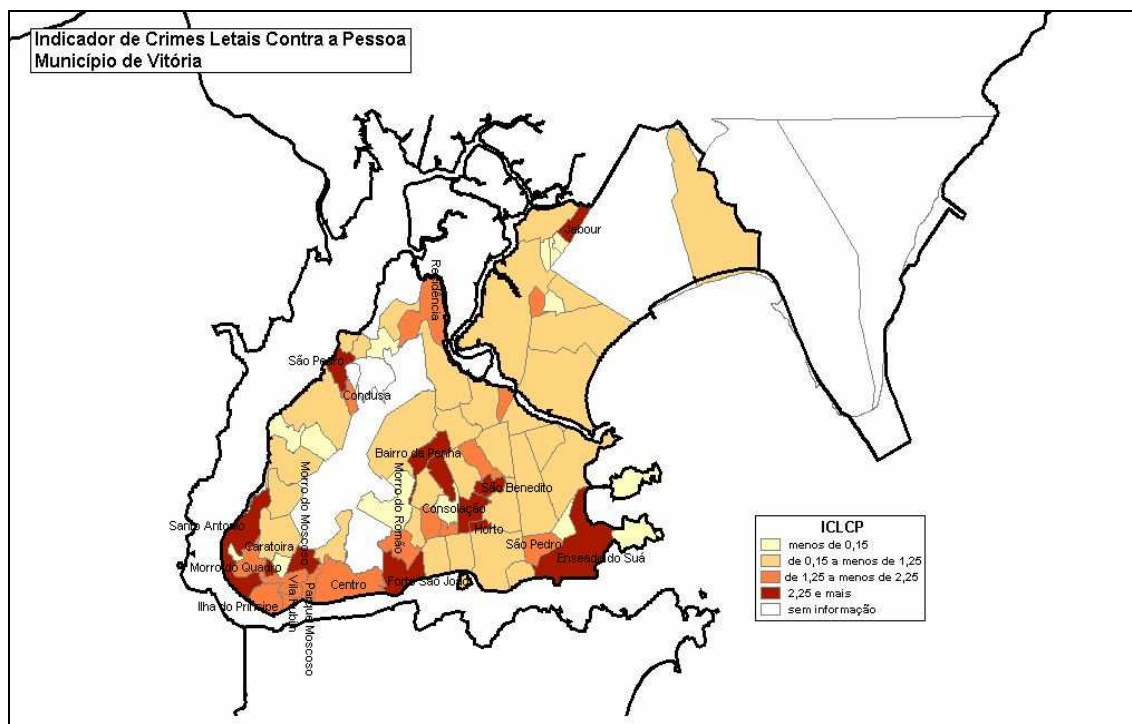 Indicador de Crimes Letais Contra a Pessoa
Município de Vitória
Jabour
Residência
São Pedro
Condusa
Bairro da Penha
Morro do Moscoso
Morro do Romão
São Benedito
Consolação
Santo Antonio
Horto
Caratoira
São Pedro
Enseada do Suá
Morro do Quadro
Forte São João
Centro
Ilha do Príncipe
Vila Rubim
Parque Moscoso
ICLCP
menos de 0,15
de 0,15 a menos de 1,25
de 1,25 a menos de 2,25
2,25 e mais
sem informação